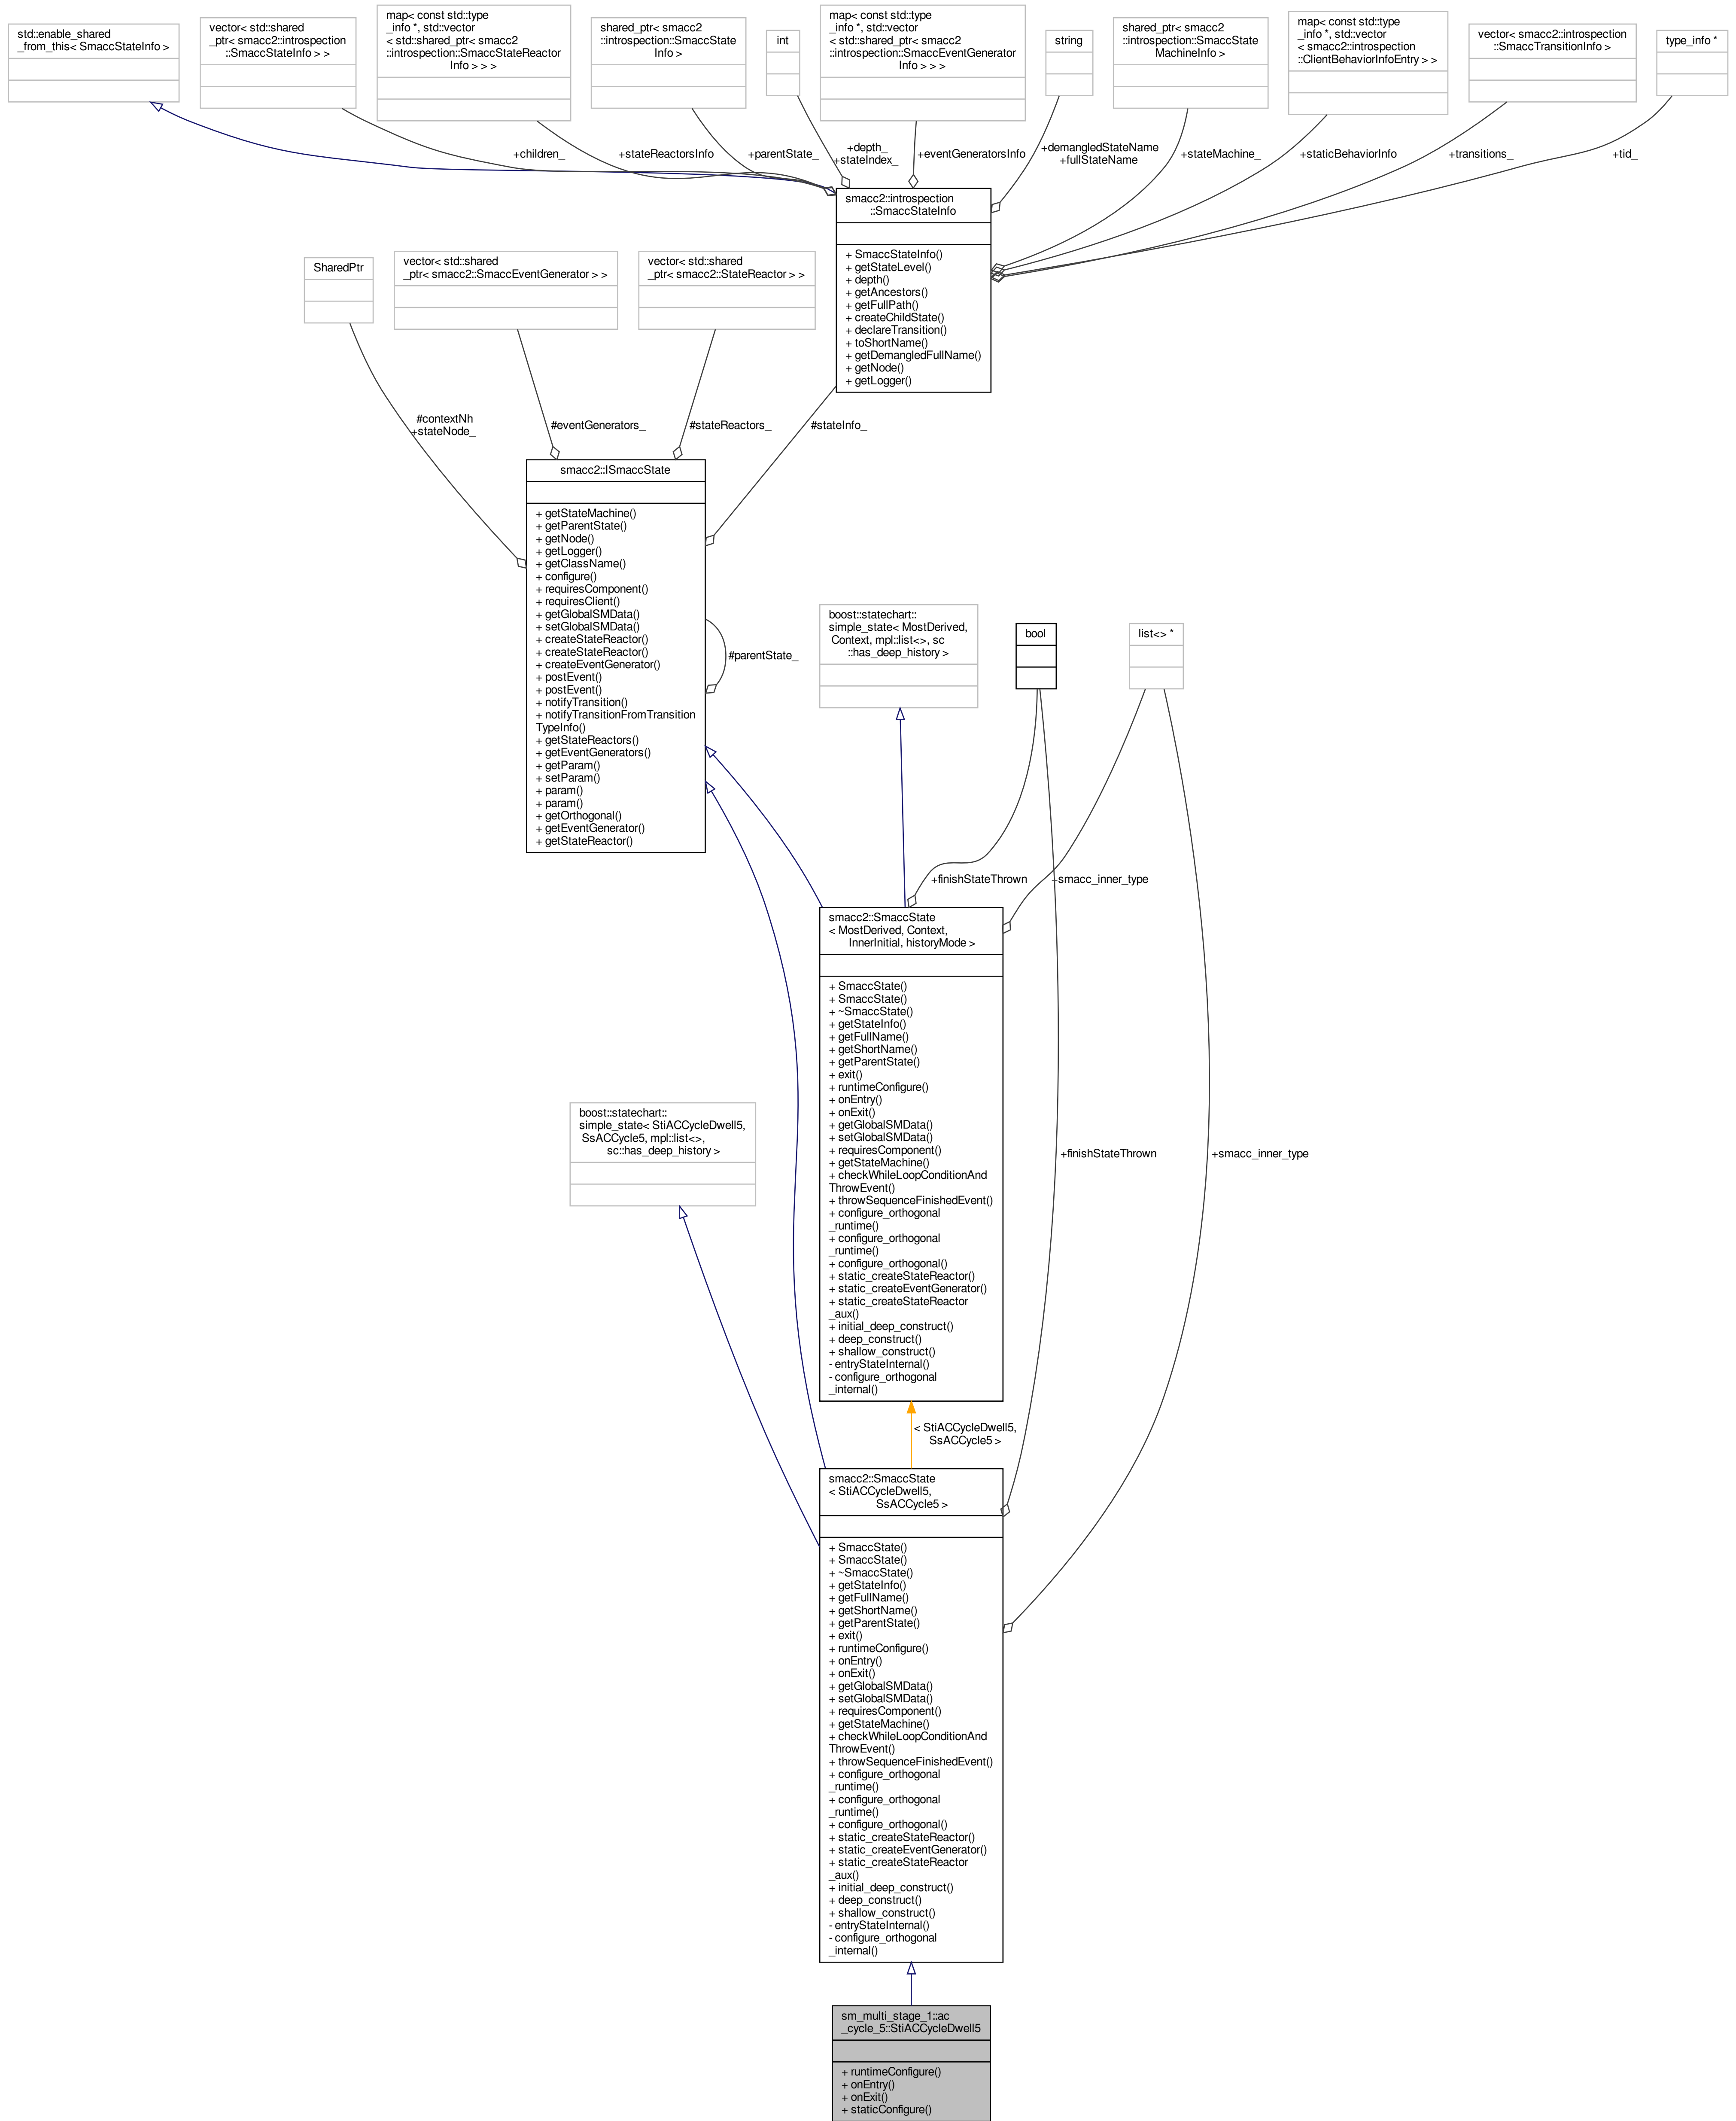 std::enable_shared
_from_this< SmaccStateInfo >
vector< std::shared
_ptr< smacc2::introspection
::SmaccStateInfo > >
map< const std::type
_info *, std::vector
< std::shared_ptr< smacc2
::introspection::SmaccStateReactor
Info > > >
shared_ptr< smacc2
::introspection::SmaccState
Info >
int
map< const std::type
_info *, std::vector
< std::shared_ptr< smacc2
::introspection::SmaccEventGenerator
Info > > >
string
shared_ptr< smacc2
::introspection::SmaccState
MachineInfo >
map< const std::type
_info *, std::vector
< smacc2::introspection
::ClientBehaviorInfoEntry > >
vector< smacc2::introspection
::SmaccTransitionInfo >
type_info *
+children_
+stateReactorsInfo
+parentState_
+depth_
+stateIndex_
+eventGeneratorsInfo
+demangledStateName
+fullStateName
+stateMachine_
+staticBehaviorInfo
+transitions_
+tid_
smacc2::introspection
::SmaccStateInfo
+ SmaccStateInfo()
+ getStateLevel()
+ depth()
+ getAncestors()
+ getFullPath()
+ createChildState()
+ declareTransition()
+ toShortName()
+ getDemangledFullName()
+ getNode()
+ getLogger()
SharedPtr
vector< std::shared
_ptr< smacc2::SmaccEventGenerator > >
vector< std::shared
_ptr< smacc2::StateReactor > >
#contextNh
+stateNode_
#eventGenerators_
#stateReactors_
#stateInfo_
smacc2::ISmaccState
+ getStateMachine()
+ getParentState()
+ getNode()
+ getLogger()
+ getClassName()
+ configure()
+ requiresComponent()
+ requiresClient()
+ getGlobalSMData()
+ setGlobalSMData()
+ createStateReactor()
+ createStateReactor()
+ createEventGenerator()
+ postEvent()
+ postEvent()
+ notifyTransition()
+ notifyTransitionFromTransition
TypeInfo()
+ getStateReactors()
+ getEventGenerators()
+ getParam()
+ setParam()
+ param()
+ param()
+ getOrthogonal()
+ getEventGenerator()
+ getStateReactor()
#parentState_
boost::statechart::
simple_state< MostDerived,
Context, mpl::list<>, sc
::has_deep_history >
bool
list<> *
+finishStateThrown
+smacc_inner_type
smacc2::SmaccState
< MostDerived, Context,
InnerInitial, historyMode >
+ SmaccState()
+ SmaccState()
+ ~SmaccState()
+ getStateInfo()
+ getFullName()
+ getShortName()
+ getParentState()
+ exit()
+ runtimeConfigure()
+ onEntry()
+ onExit()
+ getGlobalSMData()
+ setGlobalSMData()
+ requiresComponent()
+ getStateMachine()
+ checkWhileLoopConditionAnd
ThrowEvent()
+ throwSequenceFinishedEvent()
+ configure_orthogonal
_runtime()
+ configure_orthogonal
_runtime()
+ configure_orthogonal()
+ static_createStateReactor()
+ static_createEventGenerator()
+ static_createStateReactor
_aux()
+ initial_deep_construct()
+ deep_construct()
+ shallow_construct()
- entryStateInternal()
- configure_orthogonal
_internal()
boost::statechart::
simple_state< StiACCycleDwell5,
SsACCycle5, mpl::list<>,
sc::has_deep_history >
+finishStateThrown
+smacc_inner_type
< StiACCycleDwell5,
SsACCycle5 >
smacc2::SmaccState
< StiACCycleDwell5,
SsACCycle5 >
+ SmaccState()
+ SmaccState()
+ ~SmaccState()
+ getStateInfo()
+ getFullName()
+ getShortName()
+ getParentState()
+ exit()
+ runtimeConfigure()
+ onEntry()
+ onExit()
+ getGlobalSMData()
+ setGlobalSMData()
+ requiresComponent()
+ getStateMachine()
+ checkWhileLoopConditionAnd
ThrowEvent()
+ throwSequenceFinishedEvent()
+ configure_orthogonal
_runtime()
+ configure_orthogonal
_runtime()
+ configure_orthogonal()
+ static_createStateReactor()
+ static_createEventGenerator()
+ static_createStateReactor
_aux()
+ initial_deep_construct()
+ deep_construct()
+ shallow_construct()
- entryStateInternal()
- configure_orthogonal
_internal()
sm_multi_stage_1::ac
_cycle_5::StiACCycleDwell5
+ runtimeConfigure()
+ onEntry()
+ onExit()
+ staticConfigure()